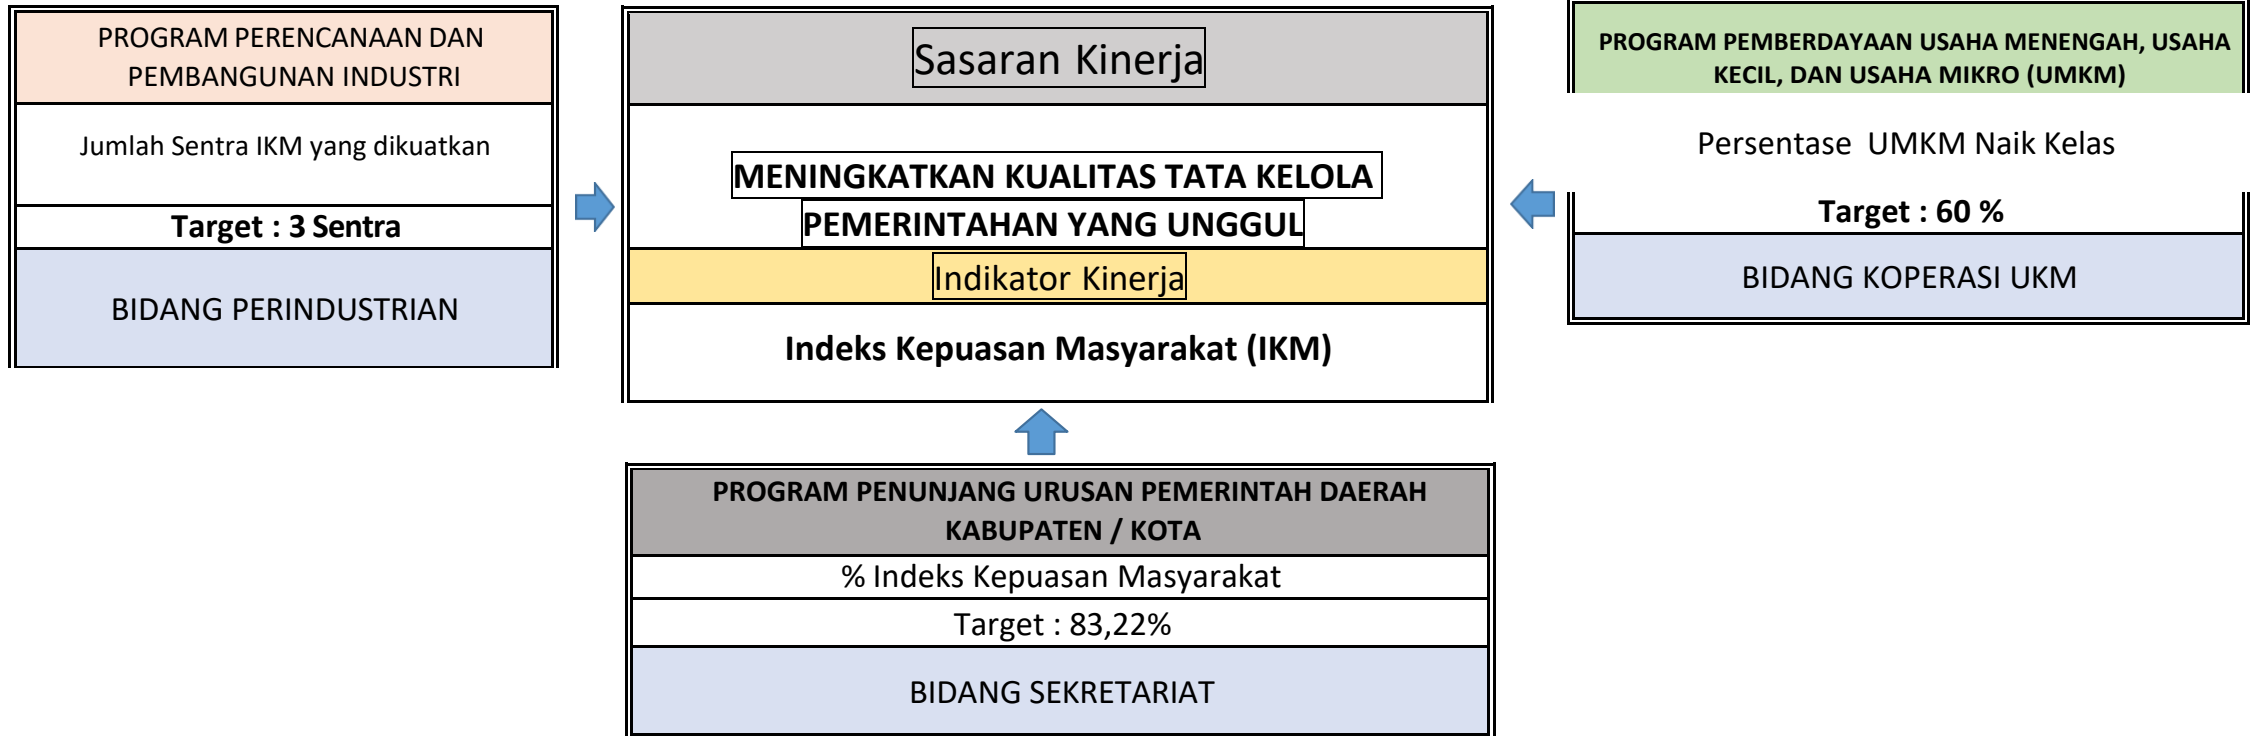 PROGRAM PERENCANAAN DAN
PEMBANGUNAN INDUSTRI
Jumlah Sentra IKM yang dikuatkan
Target : 3 Sentra
BIDANG PERINDUSTRIAN
Sasaran Kinerja
MENINGKATKAN KUALITAS TATA KELOLA
PEMERINTAHAN YANG UNGGUL
Indikator Kinerja
Indeks Kepuasan Masyarakat (IKM)
PROGRAM PEMBERDAYAAN USAHA MENENGAH, USAHA
KECIL, DAN USAHA MIKRO (UMKM)
Persentase UMKM Naik Kelas
Target : 60 %
BIDANG KOPERASI UKM
PROGRAM PENUNJANG URUSAN PEMERINTAH DAERAH
KABUPATEN / KOTA
% Indeks Kepuasan Masyarakat
Target : 83,22%
BIDANG SEKRETARIAT